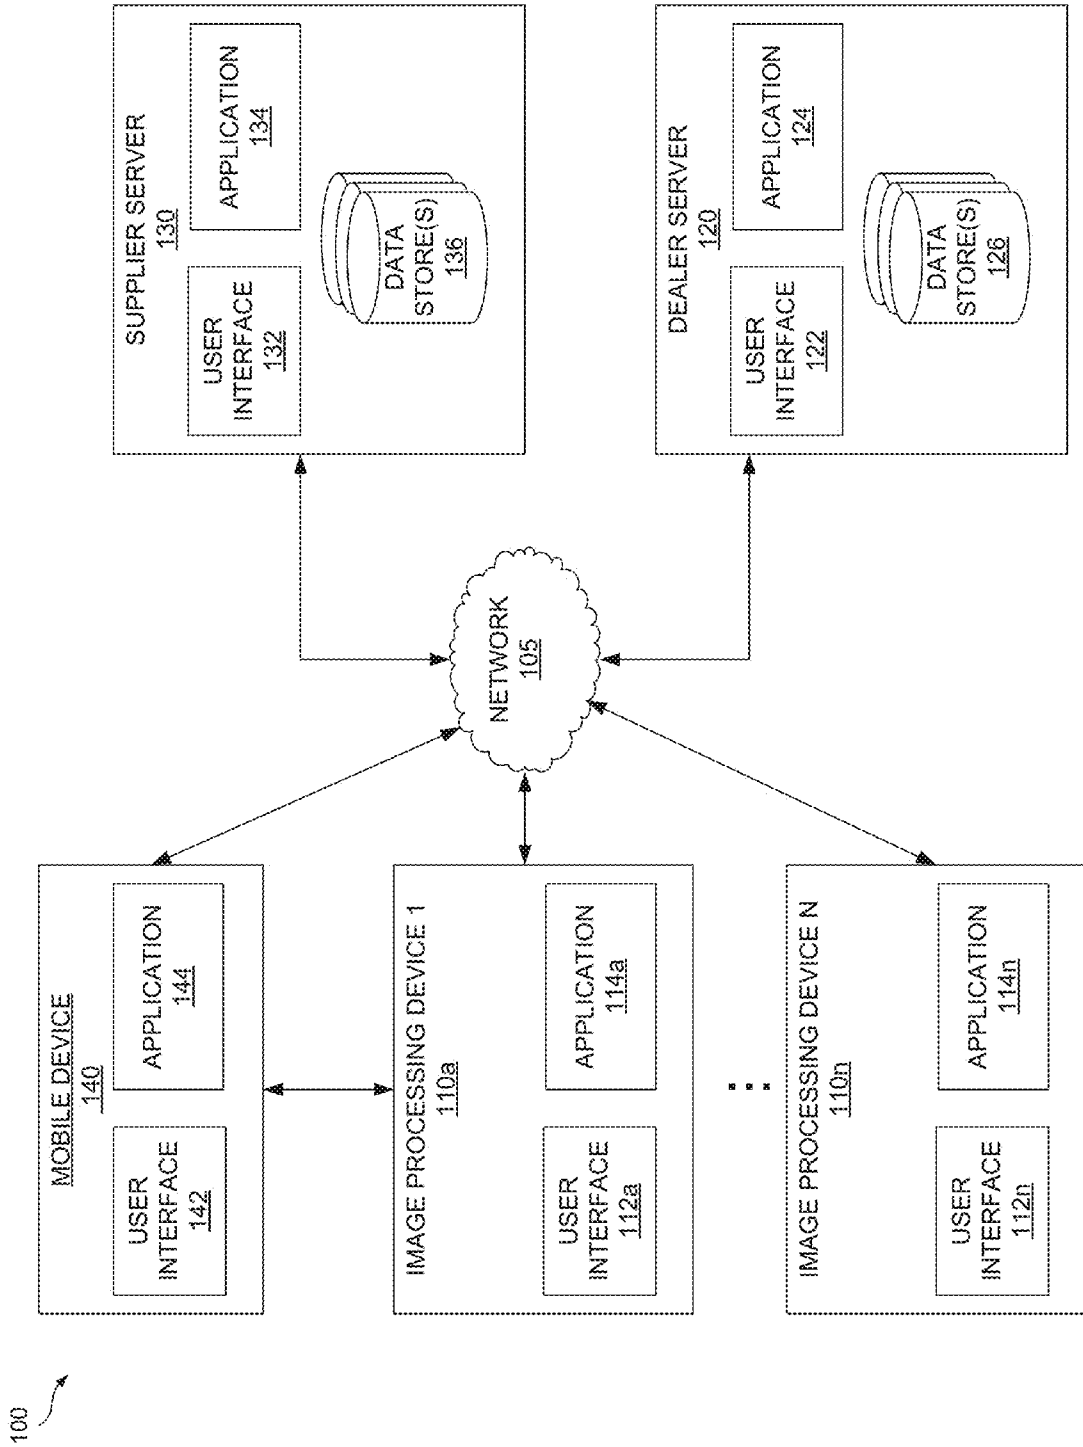 100
MOBILE DEVICE
140
USER
INTERFACE
142
APPLICATION
144
IMAGE PROCESSING DEVICE 1
110a
USER
INTERFACE
112a
APPLICATION
114a
IMAGE PROCESSING DEVICE N
110n
USER
INTERFACE
112n
APPLICATION
114n
NETWORK
105
SUPPLIER SERVER
130
USER
INTERFACE
132
APPLICATION
134
DATA
STORE(S)
136
DEALER SERVER
120
USER
INTERFACE
122
APPLICATION
124
DATA
STORE(S)
126